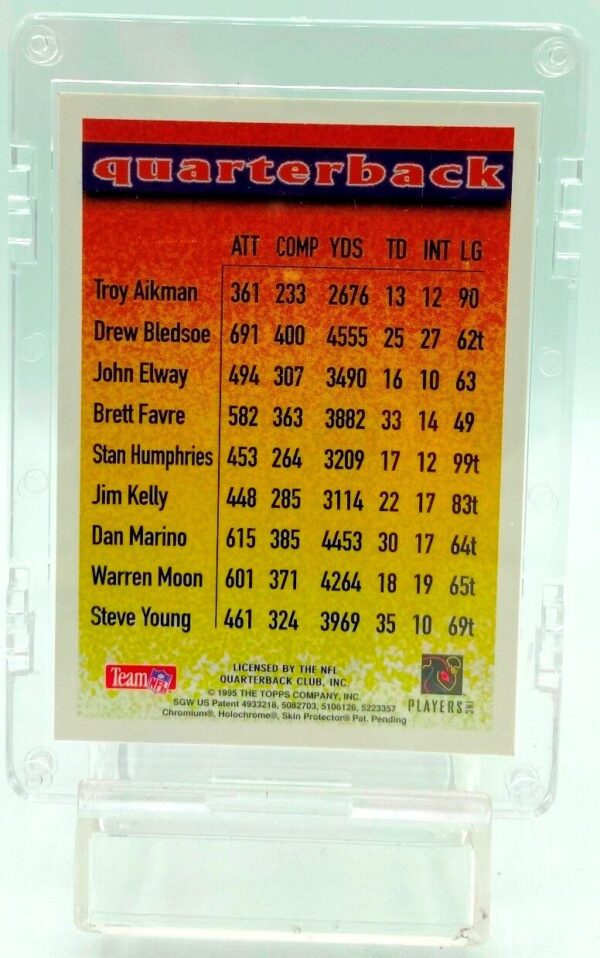 quarterback
ATT COMP YDS TD INT LG
Troy Aikman 361 233 2676 13 12 90
Drew Bledsoe 691 400 4555 25 27 62t
John Elway 494 307 3490 16 10 63
Brett Favre 582 363 3882 33 14 49
Stan Humphries 453 264 3209 17 12 99t
Jim Kelly 448 285 3114 22 17 83t
Dan Marino 615 385 4453 30 17 64t
Warren Moon 601 371 4264 18 19 65t
Steve Young 461 324 3969 35 10 69t
Team NFL
LICENSED BY THE NFL
QUARTERBACK CLUB, INC.
© 1995 THE TOPPS COMPANY, INC.
SGW US Patent 4933218, 5082703, 5106126, 5223357
Chromium®, Holochrome®, Skin Protector® Pat. Pending
PLAYERS INC